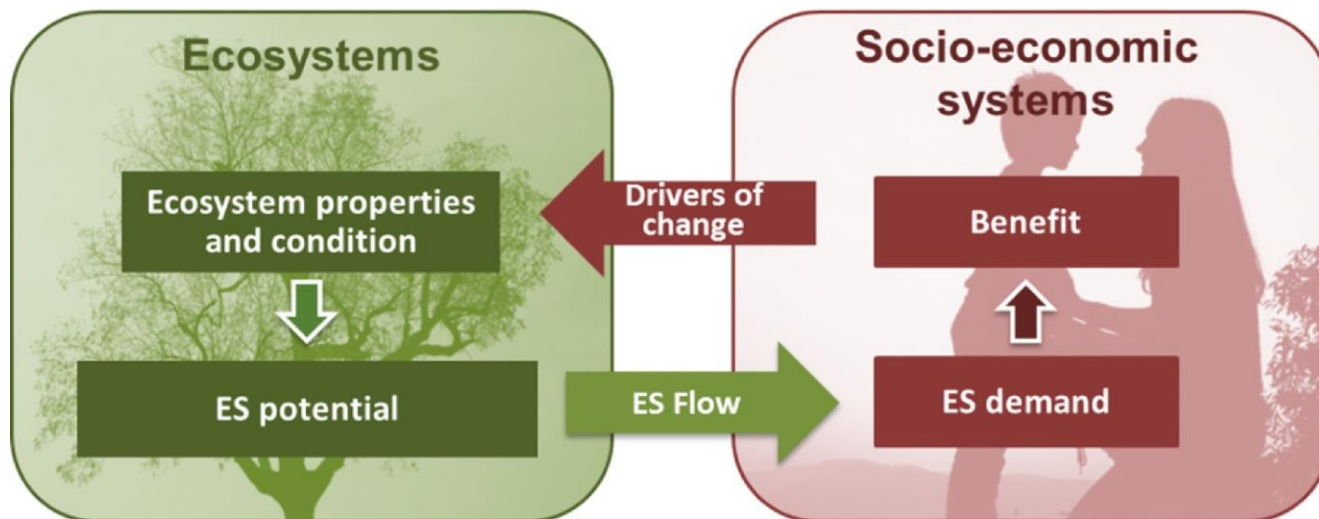 Ecosystems
Socio-economic
systems
Ecosystem properties
and condition
Drivers of
change
Benefit
ES potential
ES Flow
ES demand